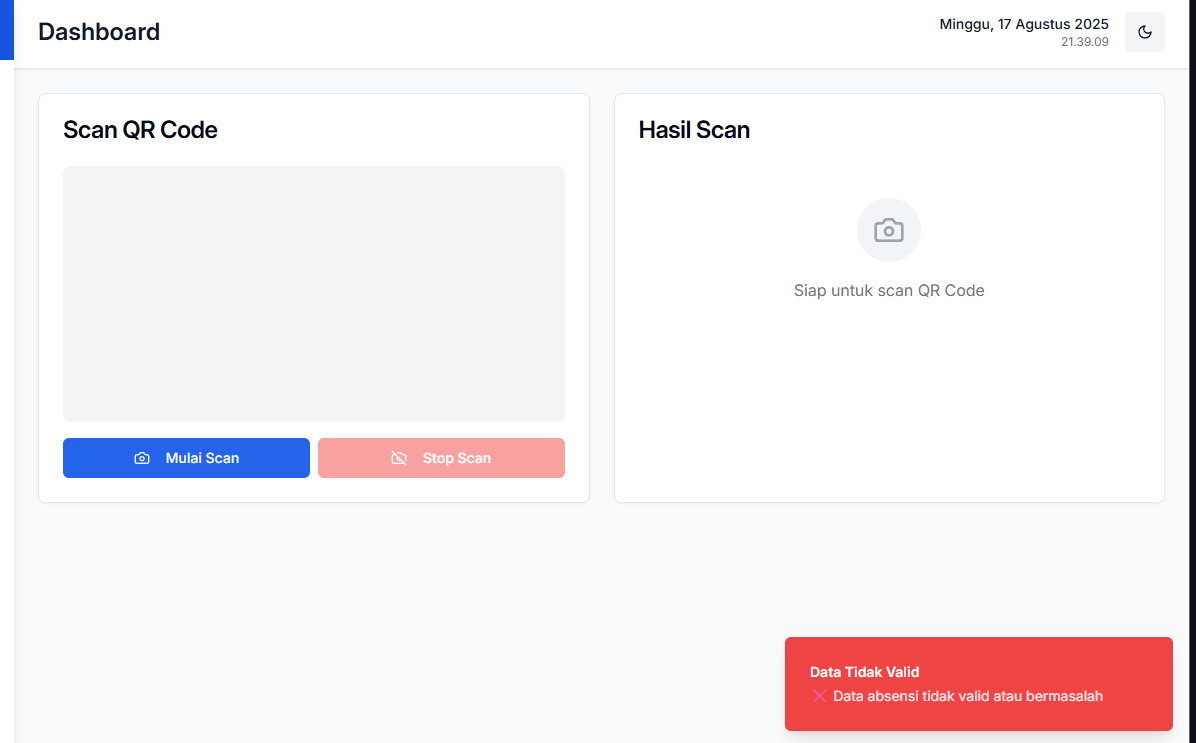 Dashboard
Minggu, 17 Agustus 2025
21.39.09
Scan QR Code
Mulai Scan
Stop Scan
Hasil Scan
Siap untuk scan QR Code
Data Tidak Valid
❌ Data absensi tidak valid atau bermasalah